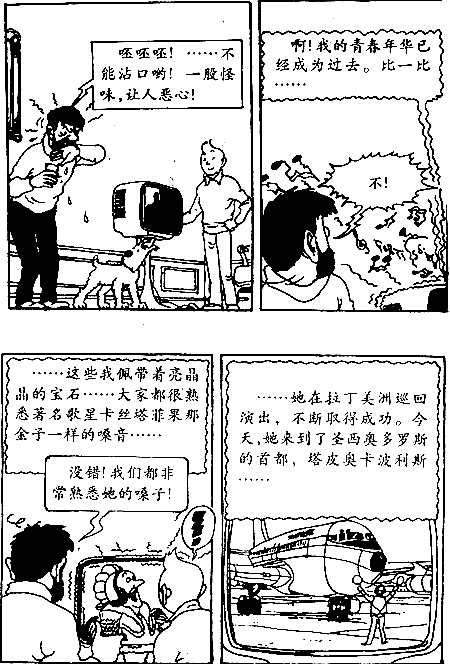 呸呸呸！……不
能沾口哟！一股怪
味，让人恶心！
啊！我的青春年华已
经成为过去。比一比
……
不！
……这些我佩带着亮晶
晶的宝石……大家都很熟
悉著名歌星卡丝塔菲果那
金子一样的嗓音……
没错！我们都非
常熟悉她的嗓子！
……她在拉丁美洲巡回
演出，不断取得成功。今
天，她来到了圣西奥多罗斯
的首都，塔皮奥卡波利斯
……